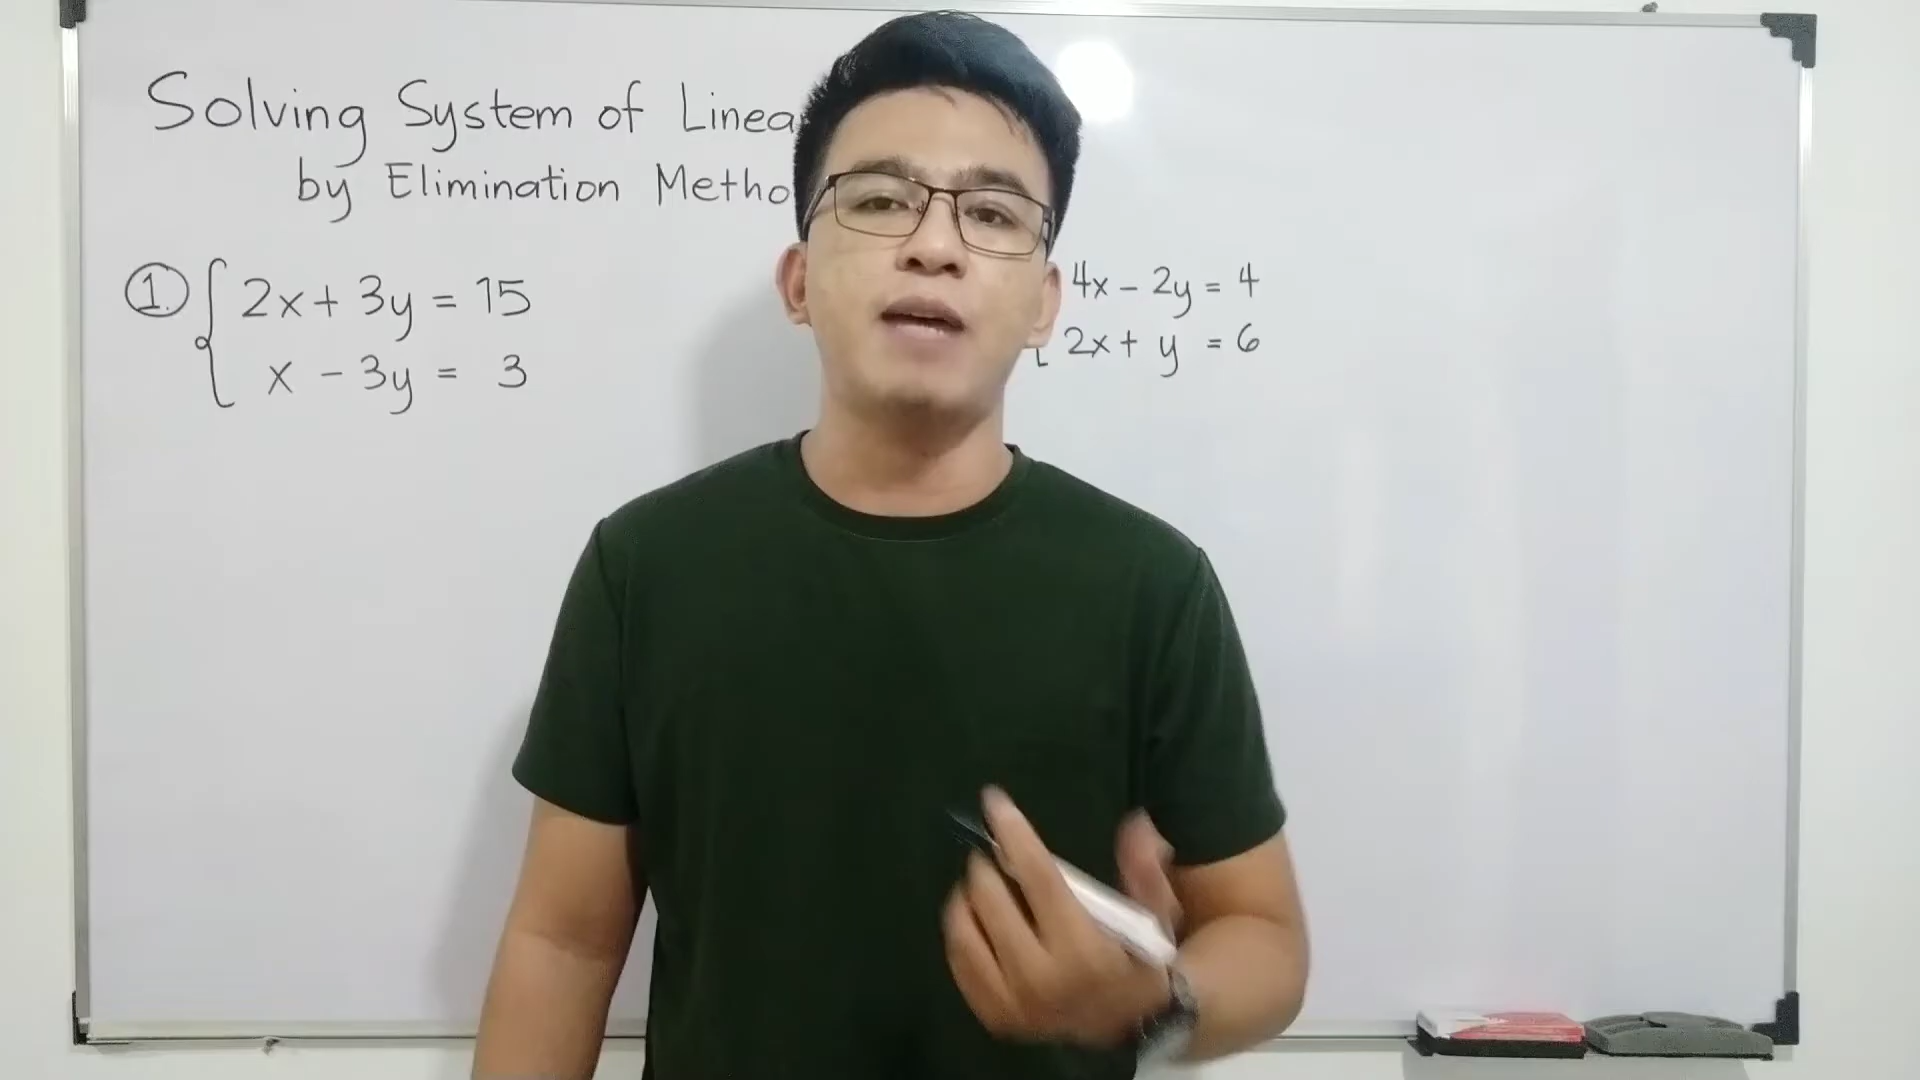 Solving System of Linea
by Elimination Metho
1. 2x + 3y = 15
x - 3y = 3
4x - 2y = 4
2x + y = 6